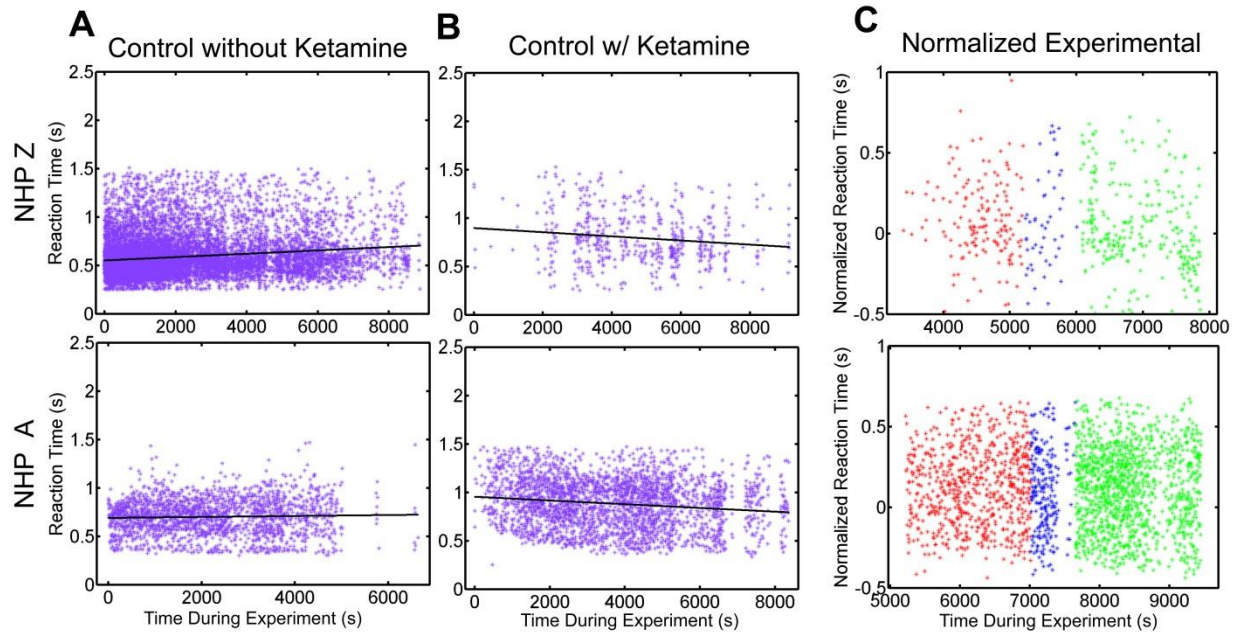 A B C
Control without Ketamine Control w/ Ketamine Normalized Experimental
NHP Z
Reaction Time (s)
2.5
2
1.5
1
0.5
0
0 2000 4000 6000 8000
2.5
2
1.5
1
0.5
0
0 2000 4000 6000 8000
Normalized Reaction Time (s)
1
0.5
0
-0.5
4000 5000 6000 7000 8000
NHP A
Reaction Time (s)
2.5
2
1.5
1
0.5
0
0 2000 4000 6000
Time During Experiment (s)
2.5
2
1.5
1
0.5
0
0 2000 4000 6000 8000
Time During Experiment (s)
Normalized Reaction Time (s)
1
0.5
0
-0.5
5000 6000 7000 8000 9000
Time During Experiment (s)